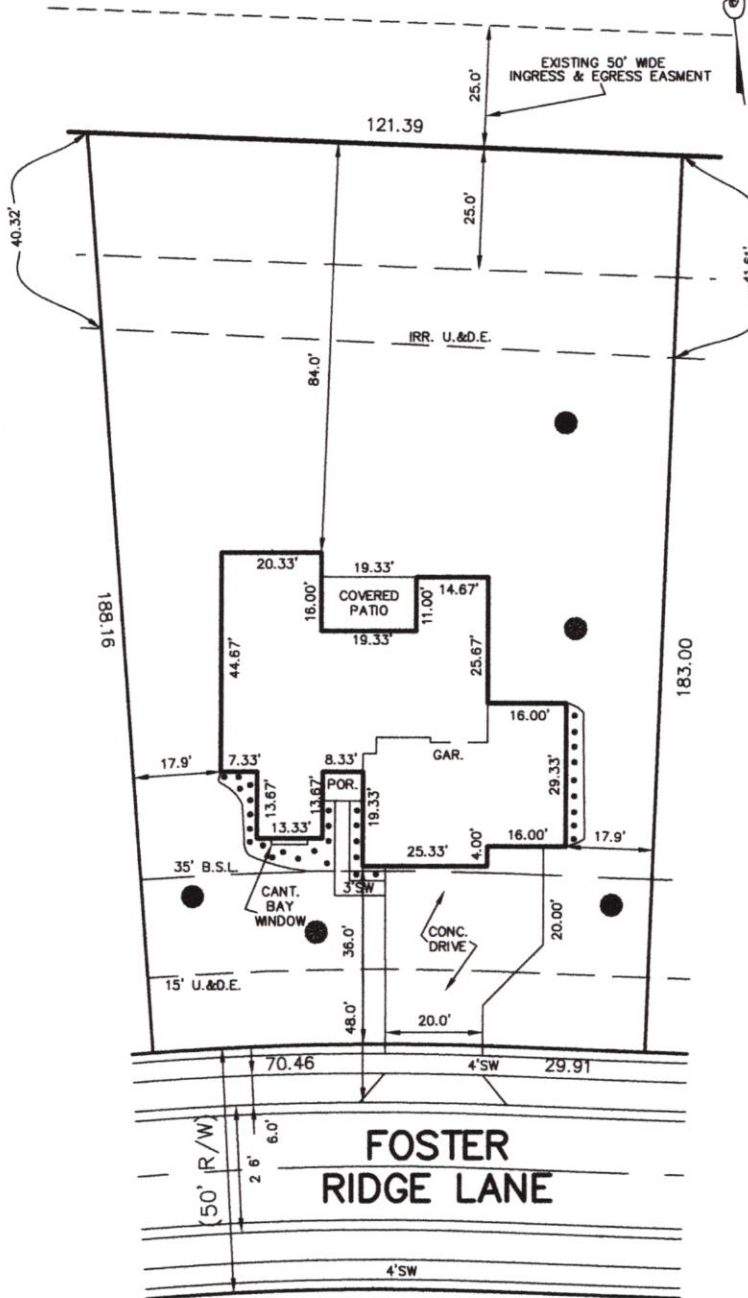 EXISTING 50' WIDE
INGRESS & EGRESS EASMENT
25.0'
121.39
25.0'
40.32'
IRR. U.&D.E.
84.0'
20.33'
19.33'
COVERED
PATIO
16.00'
11.00'
14.67'
19.33'
188.16
44.67'
25.67'
183.00
16.00'
GAR.
17.9'
7.33'
8.33'
POR.
13.67'
13.67'
19.33'
29.33'
13.33'
4.00'
16.00'
17.9'
25.33'
35' B.S.L.
3'SW
CANT.
BAY
WINDOW
36.0'
CONC.
DRIVE
20.00'
15' U.&D.E.
48.0'
20.0'
70.46
4'SW
29.91
(50' R/W)
6.0'
2 6'
FOSTER
RIDGE LANE
4'SW